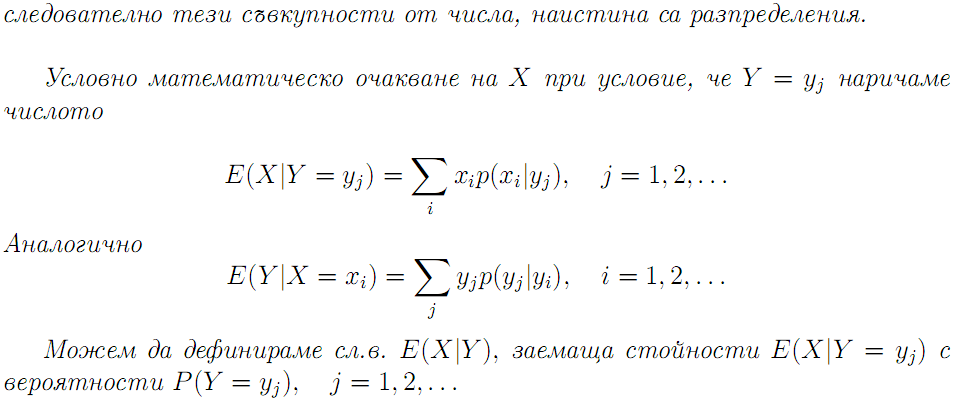 следователно тези съвкупности от числа, наистина са разпределения.
Условно математическо очакване на X при условие, че Y = y_j наричаме
числото
E(X|Y = y_j) = ∑_i x_i p(x_i|y_j), j = 1, 2, . . .
Аналогично
E(Y|X = x_i) = ∑_j y_j p(y_j|y_i), i = 1, 2, . . .
Можем да дефинираме сл.в. E(X|Y), заемаща стойности E(X|Y = y_j) с
вероятности P(Y = y_j), j = 1, 2, . . .